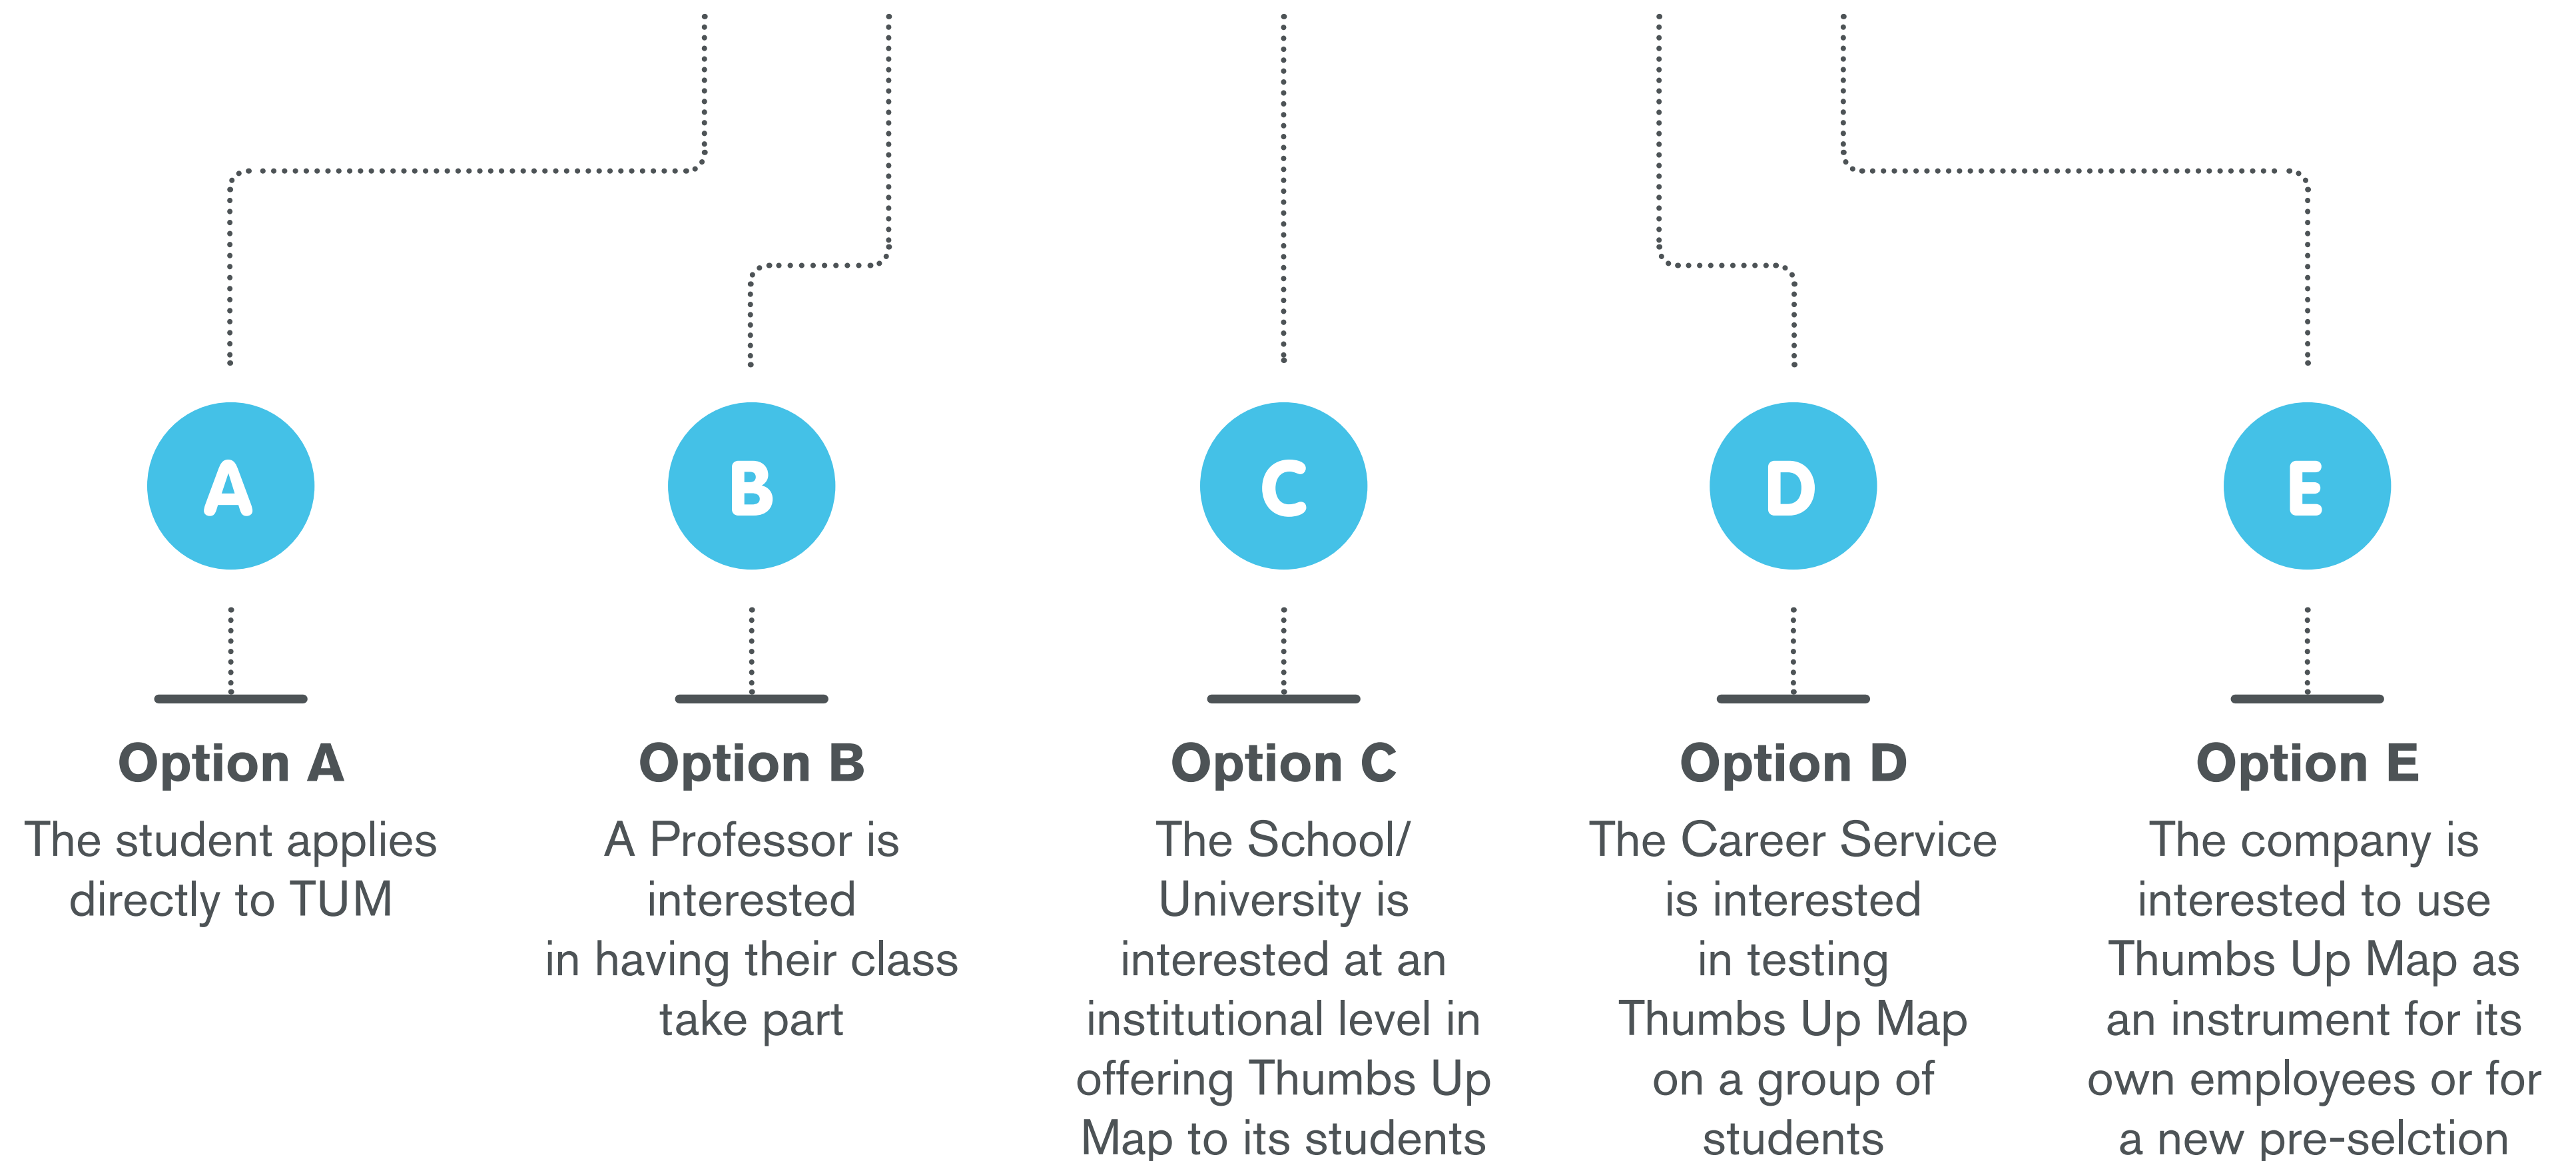 A
B
C
D
E
Option A
The student applies
directly to TUM
Option B
A Professor is
interested
in having their class
take part
Option C
The School/
University is
interested at an
institutional level in
offering Thumbs Up
Map to its students
Option D
The Career Service
is interested
in testing
Thumbs Up Map
on a group of
students
Option E
The company is
interested to use
Thumbs Up Map as
an instrument for its
own employees or for
a new pre-selction